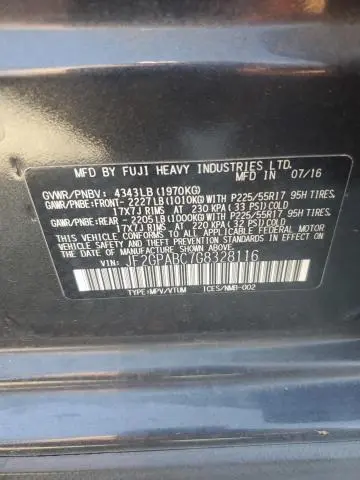 MFD BY FUJI HEAVY INDUSTRIES LTD.
MFD IN 07/16
GVWR/PNBV: 4343LB(1970KG)
GAWR/PNBE:FRONT- 2227LB(1010KG)WITH P225/55R17 95H TIRES,
17X7J RIMS AT 230 KPA(33 PSI)COLD
GAWR/PNBE:REAR - 2205LB(1000KG)WITH P225/55R17 95H TIRES,
17X7J RIMS AT 220 KPA(32 PSI)COLD
THIS VEHICLE CONFORMS TO ALL APPLICABLE FEDERAL MOTOR
VEHICLE SAFETY STANDARDS IN EFFECT ON THE DATE OF
MANUFACTURE SHOWN ABOVE.
VIN: JF2GPABC7G8328116
TYPE:MPV/VTUM ICES/NMB-002